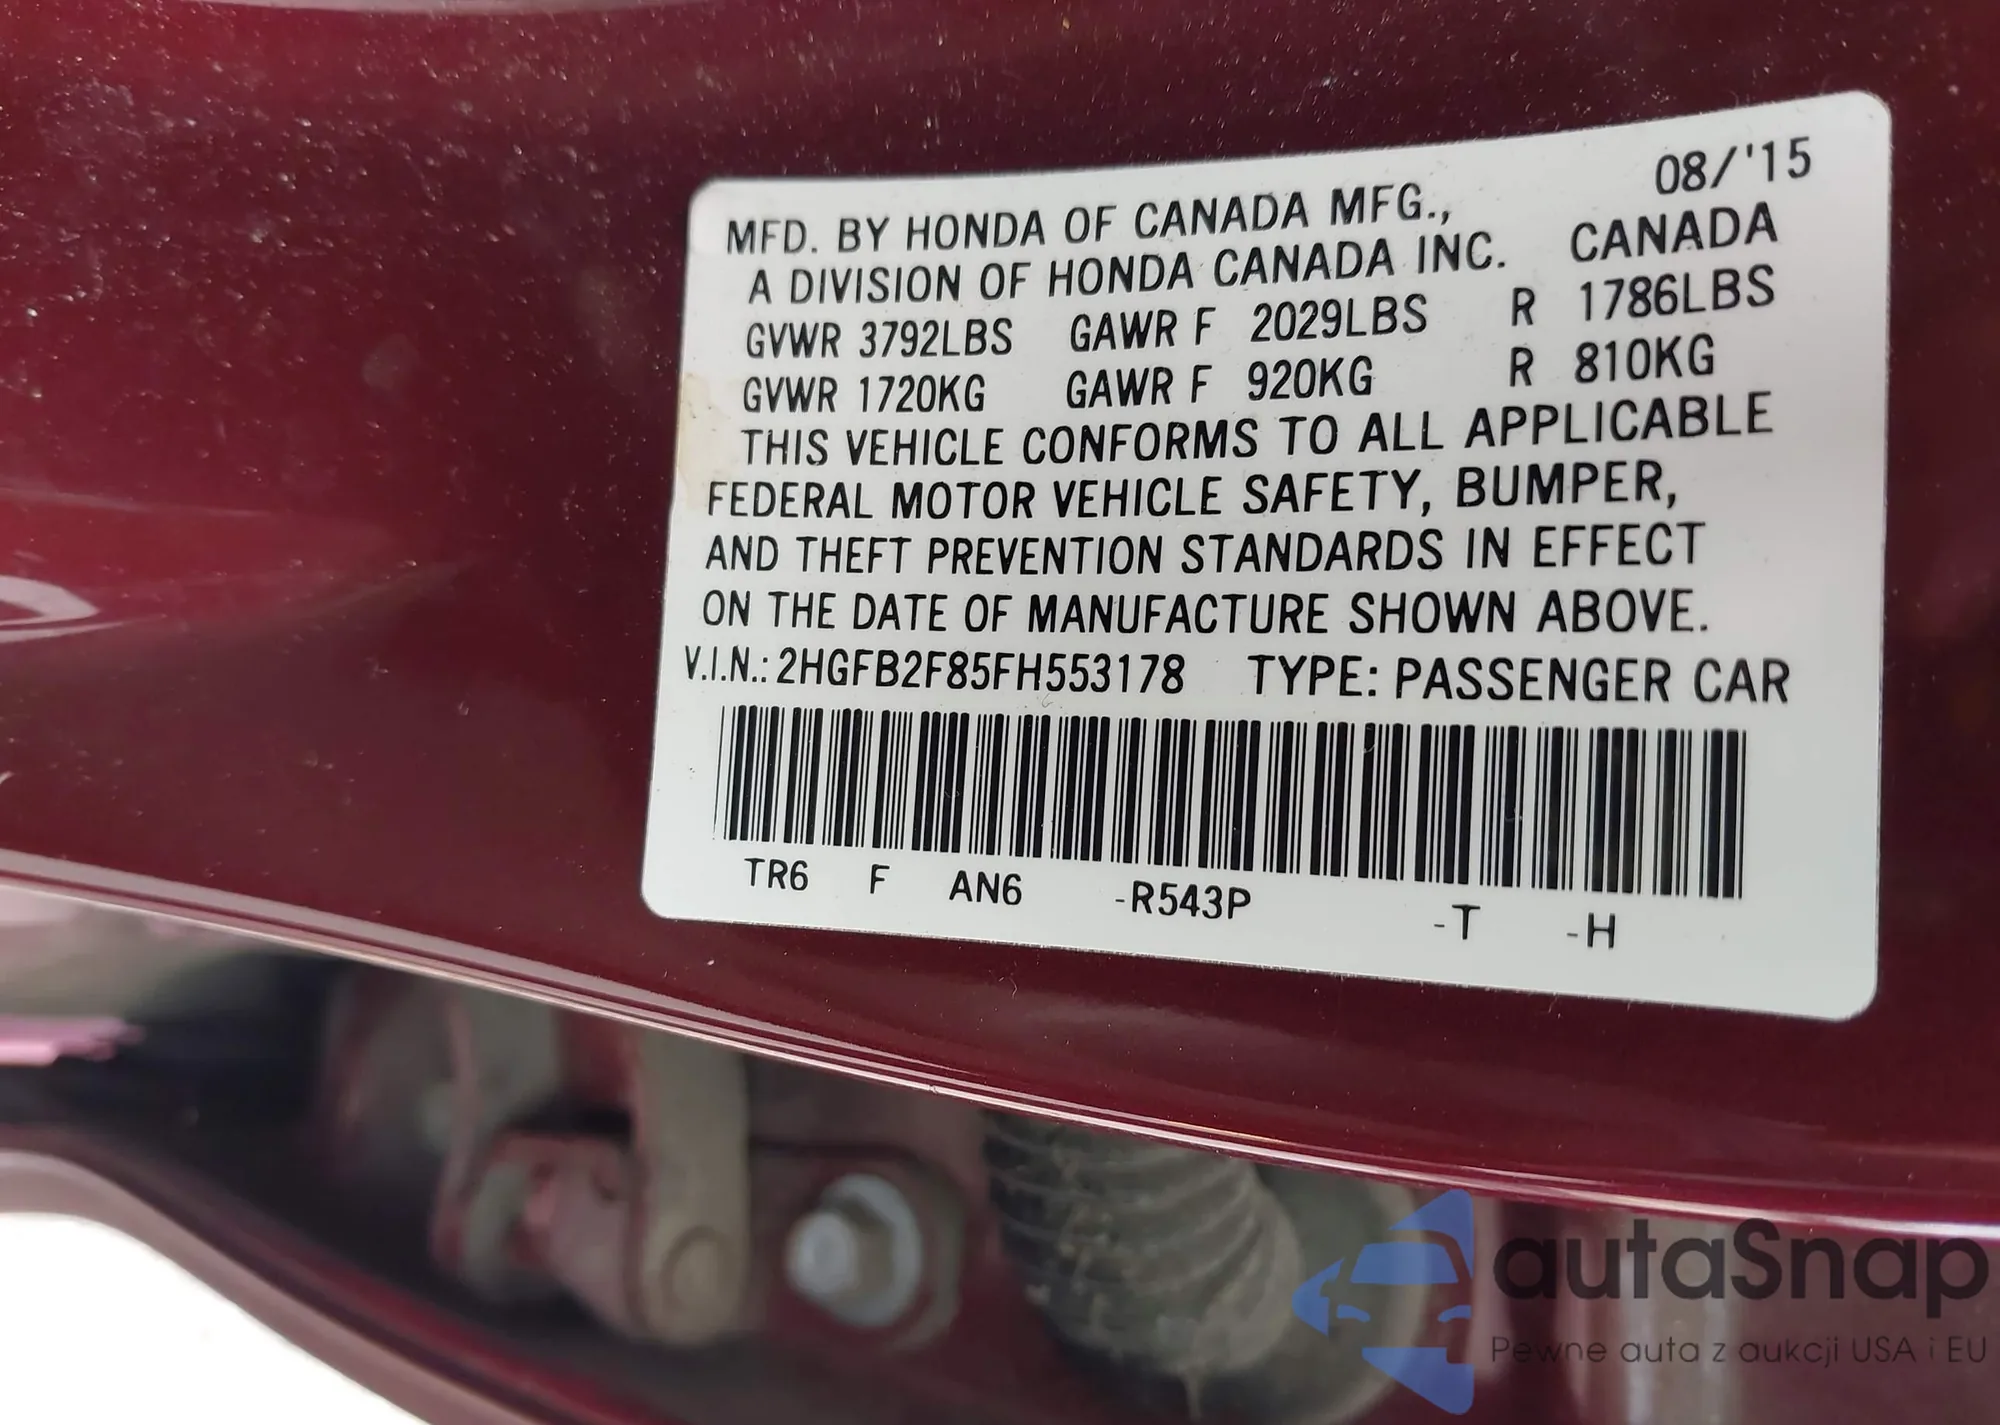 08/'15
MFD. BY HONDA OF CANADA MFG.,
A DIVISION OF HONDA CANADA INC. CANADA
GVWR 3792LBS GAWR F 2029LBS R 1786LBS
GVWR 1720KG GAWR F 920KG R 810KG
THIS VEHICLE CONFORMS TO ALL APPLICABLE
FEDERAL MOTOR VEHICLE SAFETY, BUMPER,
AND THEFT PREVENTION STANDARDS IN EFFECT
ON THE DATE OF MANUFACTURE SHOWN ABOVE.
V.I.N.: 2HGFB2F85FH553178 TYPE: PASSENGER CAR
TR6 F AN6 -R543P -T -H
autaSnap
Pewne auta z aukcji USA i EU